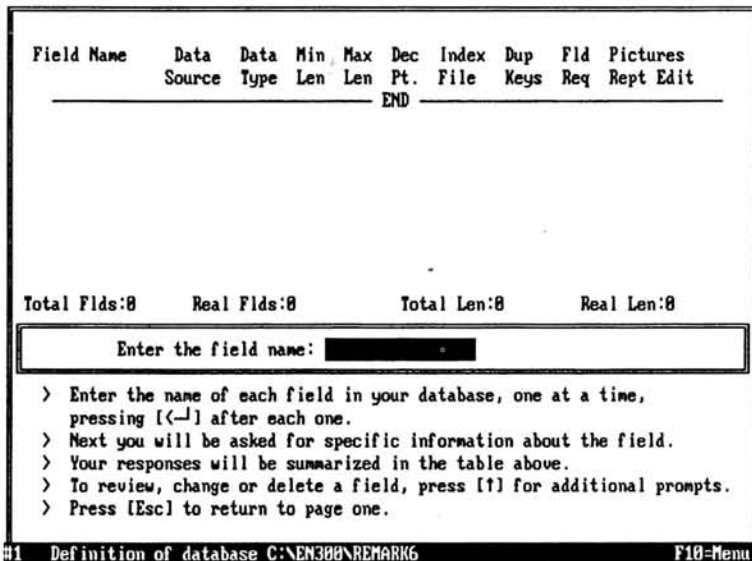 Field Name Data Data Min Max Dec Index Dup Fld Pictures
Source Type Len Len Pt. File Keys Req Rept Edit
END
Total Flds:0 Real Flds:0 Total Len:0 Real Len:0
Enter the field name:
> Enter the name of each field in your database, one at a time,
pressing [<─┘] after each one.
> Next you will be asked for specific information about the field.
> Your responses will be summarized in the table above.
> To review, change or delete a field, press [↑] for additional prompts.
> Press [Esc] to return to page one.
#1 Definition of database C:\EN300\REMARK6 F10=Menu